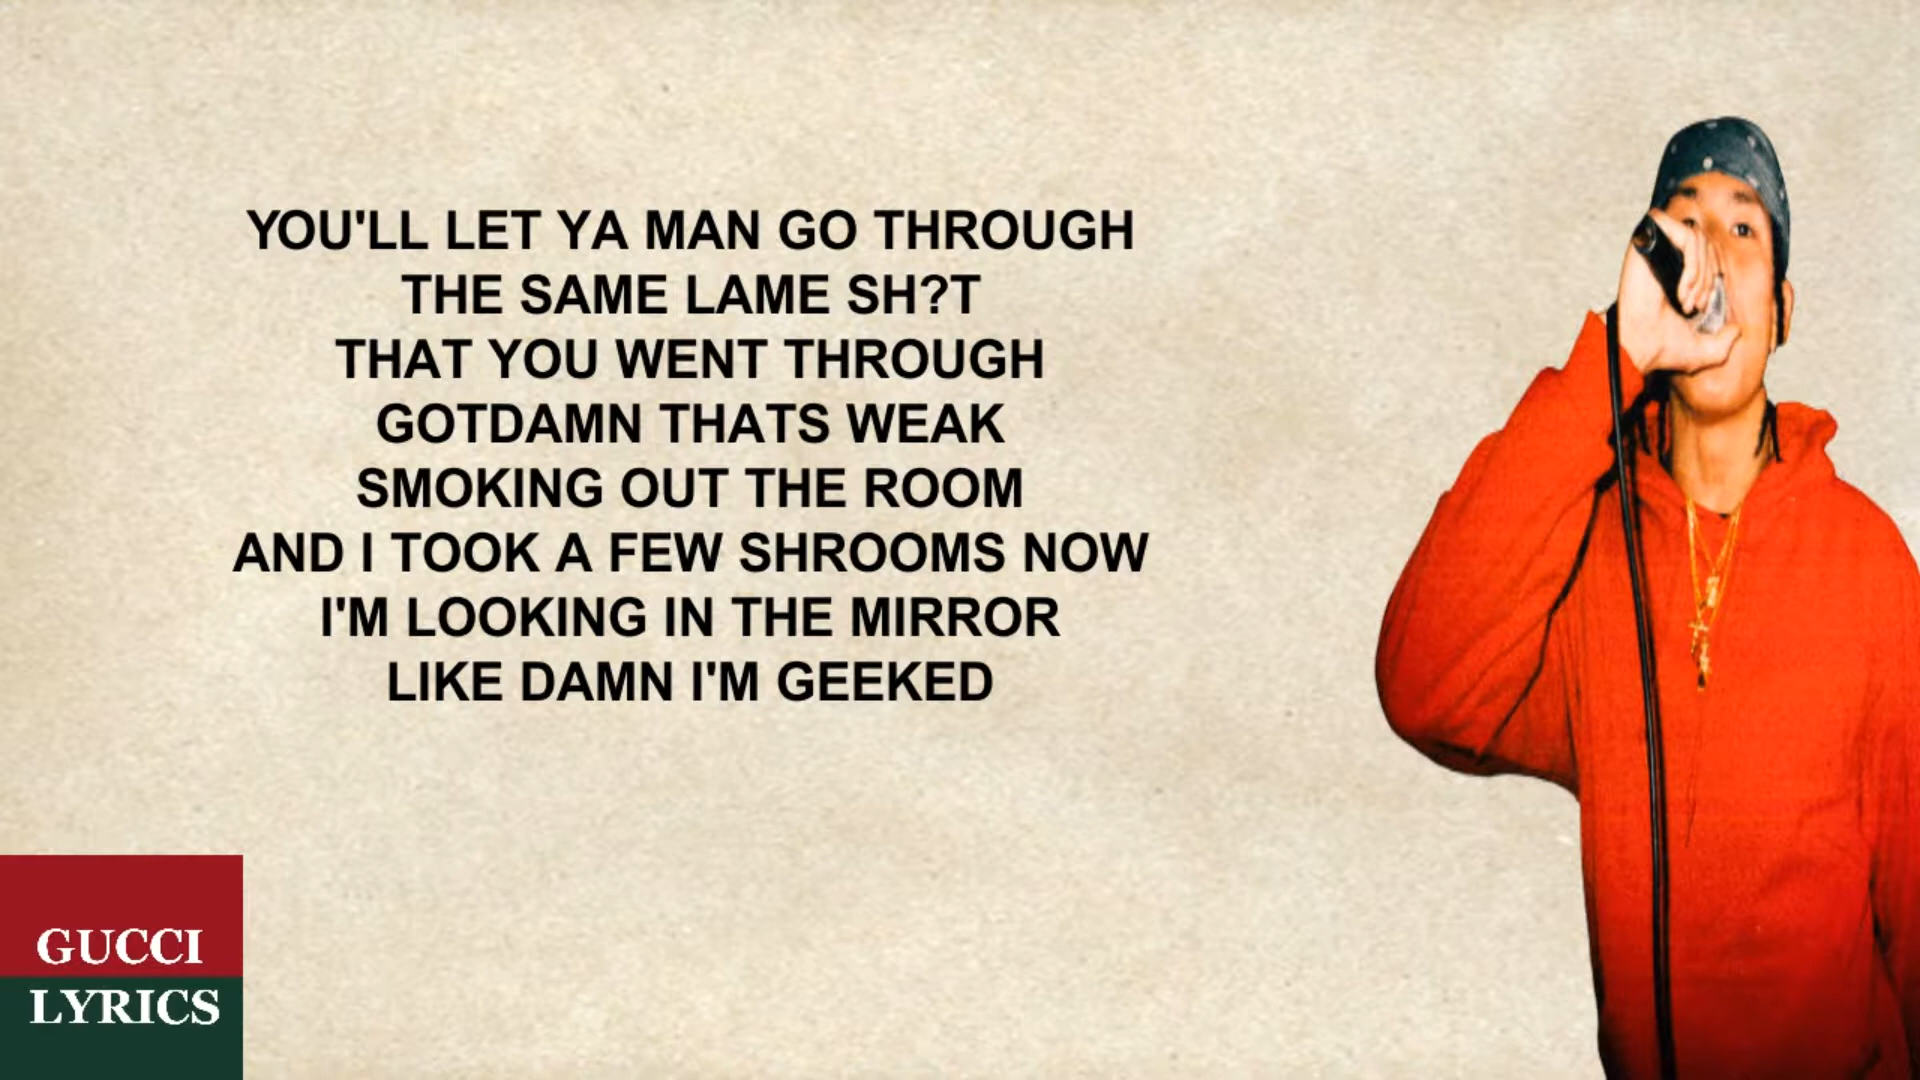 YOU'LL LET YA MAN GO THROUGH
THE SAME LAME SH?T
THAT YOU WENT THROUGH
GOTDAMN THATS WEAK
SMOKING OUT THE ROOM
AND I TOOK A FEW SHROOMS NOW
I'M LOOKING IN THE MIRROR
LIKE DAMN I'M GEEKED
GUCCI
LYRICS